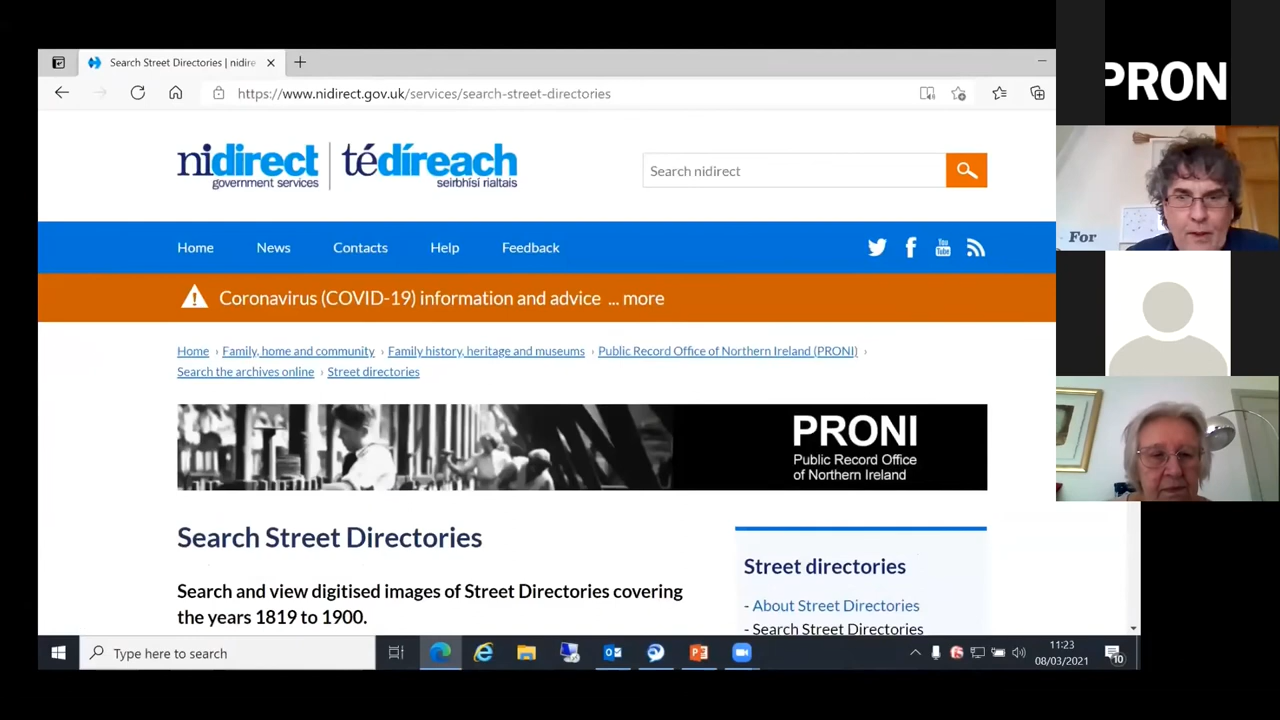 Search Street Directories | nidire
https://www.nidirect.gov.uk/services/search-street-directories
nidirect
government services
tédíreach
seirbhísí rialtais
Search nidirect
Home
News
Contacts
Help
Feedback
You
Tube
Coronavirus (COVID-19) information and advice ... more
Home › Family, home and community › Family history, heritage and museums › Public Record Office of Northern Ireland (PRONI) ›
Search the archives online › Street directories
PRONI
Public Record Office
of Northern Ireland
Search Street Directories
Search and view digitised images of Street Directories covering
the years 1819 to 1900.
Street directories
- About Street Directories
- Search Street Directories
Type here to search
11:23
08/03/2021
10
PRON
For